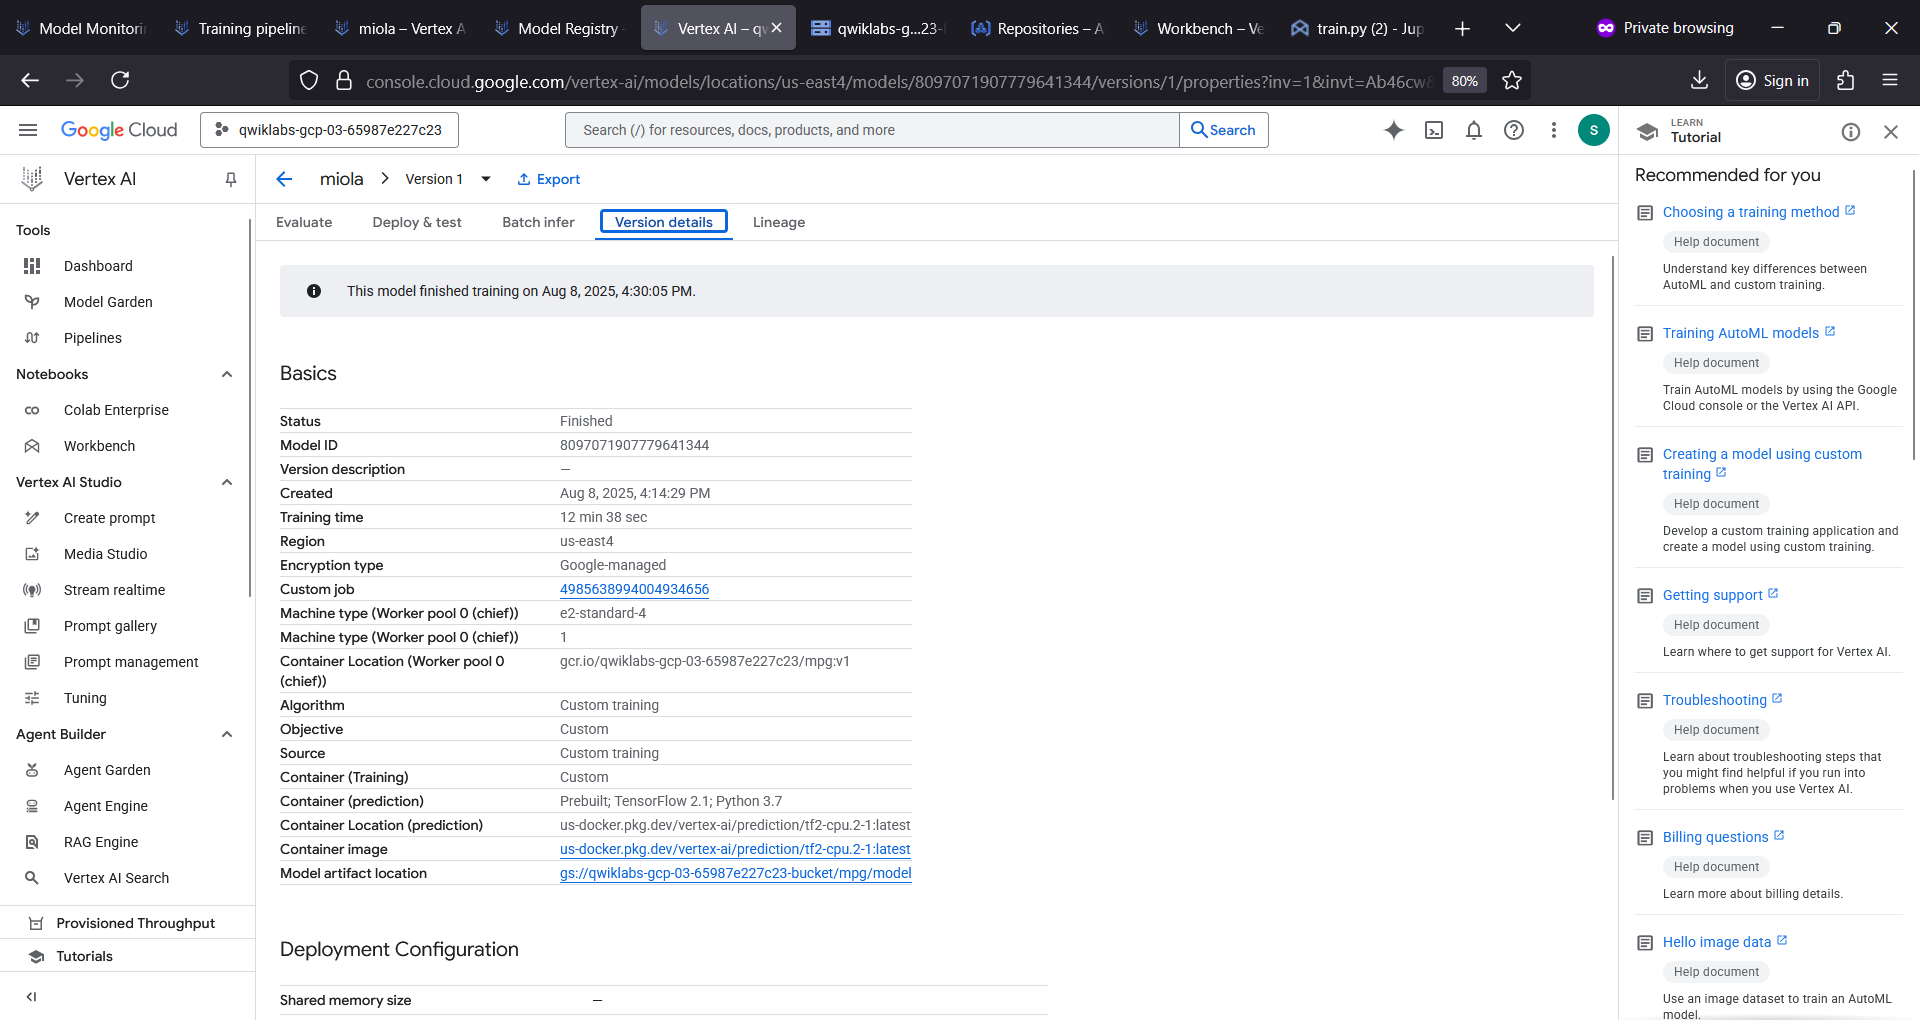 Model Monitori
Training pipeline
miola – Vertex A
Model Registry -
Vertex AI – qw
qwiklabs-g...23-
Repositories – A
Workbench – Ve
train.py (2) - Jup
Private browsing
console.cloud.google.com/vertex-ai/models/locations/us-east4/models/8097071907779641344/versions/1/properties?inv=1&invt=Ab46cw
80%
Sign in
Google Cloud
qwiklabs-gcp-03-65987e227c23
Search (/) for resources, docs, products, and more
Search
S
LEARN
Tutorial
Vertex AI
Tools
Dashboard
Model Garden
Pipelines
Notebooks
Colab Enterprise
Workbench
Vertex AI Studio
Create prompt
Media Studio
Stream realtime
Prompt gallery
Prompt management
Tuning
Agent Builder
Agent Garden
Agent Engine
RAG Engine
Vertex AI Search
Provisioned Throughput
Tutorials
miola
Version 1
Export
Evaluate
Deploy & test
Batch infer
Version details
Lineage
This model finished training on Aug 8, 2025, 4:30:05 PM.
Basics
Status Finished
Model ID 8097071907779641344
Version description —
Created Aug 8, 2025, 4:14:29 PM
Training time 12 min 38 sec
Region us-east4
Encryption type Google-managed
Custom job 4985638994004934656
Machine type (Worker pool 0 (chief)) e2-standard-4
Machine type (Worker pool 0 (chief)) 1
Container Location (Worker pool 0 gcr.io/qwiklabs-gcp-03-65987e227c23/mpg:v1
(chief))
Algorithm Custom training
Objective Custom
Source Custom training
Container (Training) Custom
Container (prediction) Prebuilt; TensorFlow 2.1; Python 3.7
Container Location (prediction) us-docker.pkg.dev/vertex-ai/prediction/tf2-cpu.2-1:latest
Container image us-docker.pkg.dev/vertex-ai/prediction/tf2-cpu.2-1:latest
Model artifact location gs://qwiklabs-gcp-03-65987e227c23-bucket/mpg/model
Deployment Configuration
Shared memory size —
Recommended for you
Choosing a training method
Help document
Understand key differences between
AutoML and custom training.
Training AutoML models
Help document
Train AutoML models by using the Google
Cloud console or the Vertex AI API.
Creating a model using custom
training
Help document
Develop a custom training application and
create a model using custom training.
Getting support
Help document
Learn where to get support for Vertex AI.
Troubleshooting
Help document
Learn about troubleshooting steps that
you might find helpful if you run into
problems when you use Vertex AI.
Billing questions
Help document
Learn more about billing details.
Hello image data
Help document
Use an image dataset to train an AutoML
model.